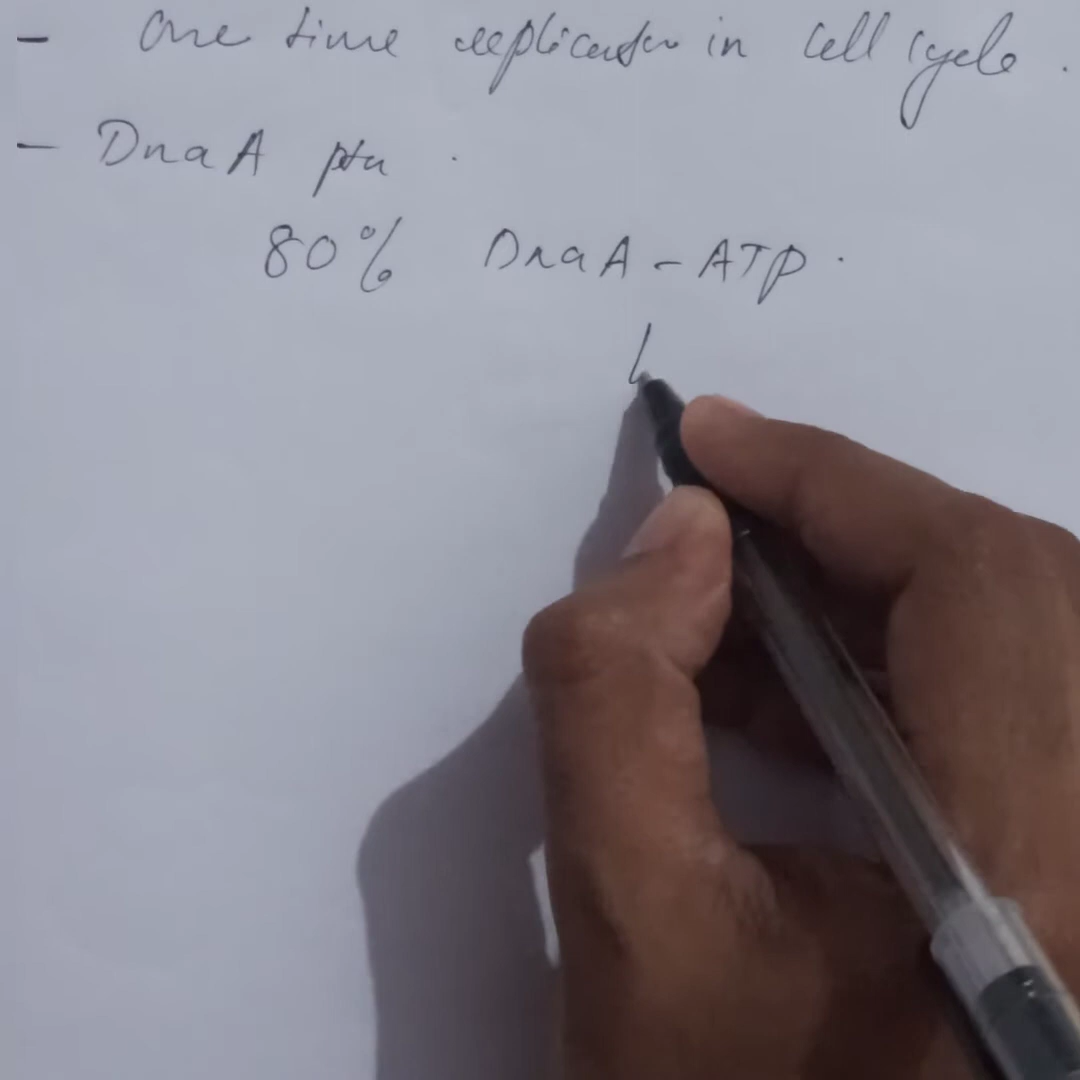 - One time replication in cell cycle.
- DnaA ptn.
80% DnaA-ATP.